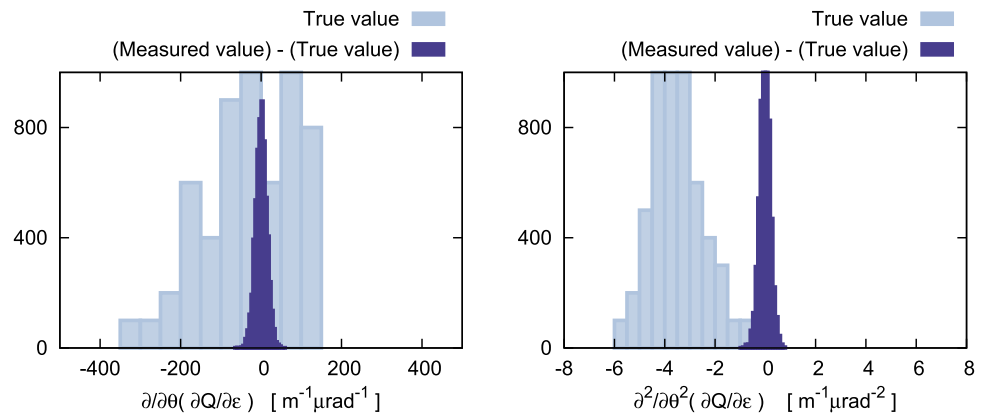 True value
(Measured value) - (True value)
800
400
0
-400 -200 0 200 400
∂/∂θ( ∂Q/∂ε ) [ m⁻¹μrad⁻¹ ]
True value
(Measured value) - (True value)
800
400
0
-8 -6 -4 -2 0 2 4 6 8
∂²/∂θ²( ∂Q/∂ε ) [ m⁻¹μrad⁻² ]